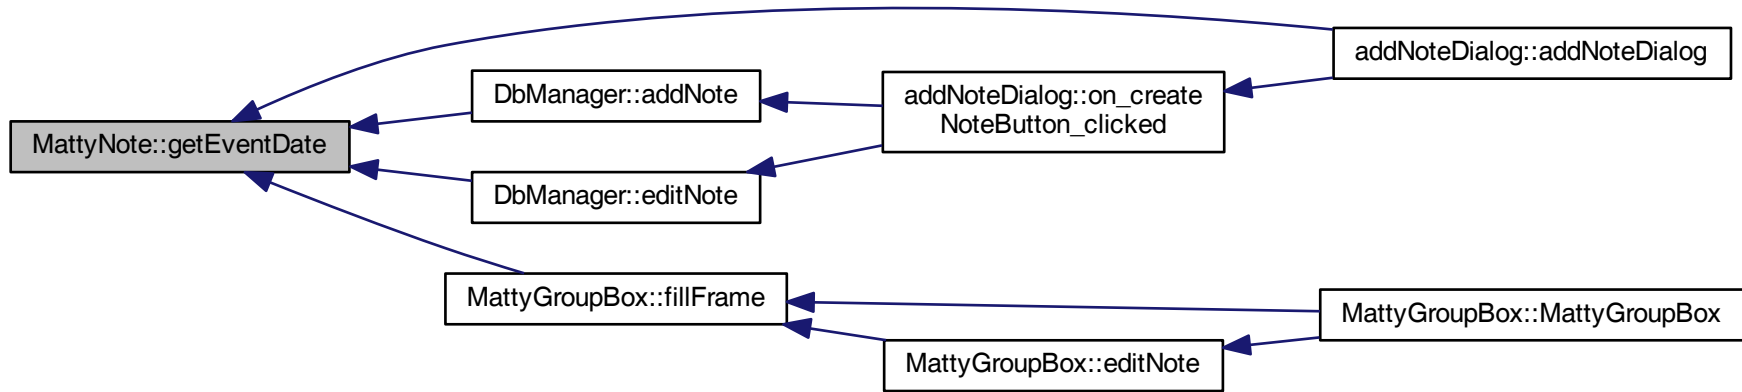 addNoteDialog::addNoteDialog
DbManager::addNote
addNoteDialog::on_create
NoteButton_clicked
MattyNote::getEventDate
DbManager::editNote
MattyGroupBox::fillFrame
MattyGroupBox::MattyGroupBox
MattyGroupBox::editNote